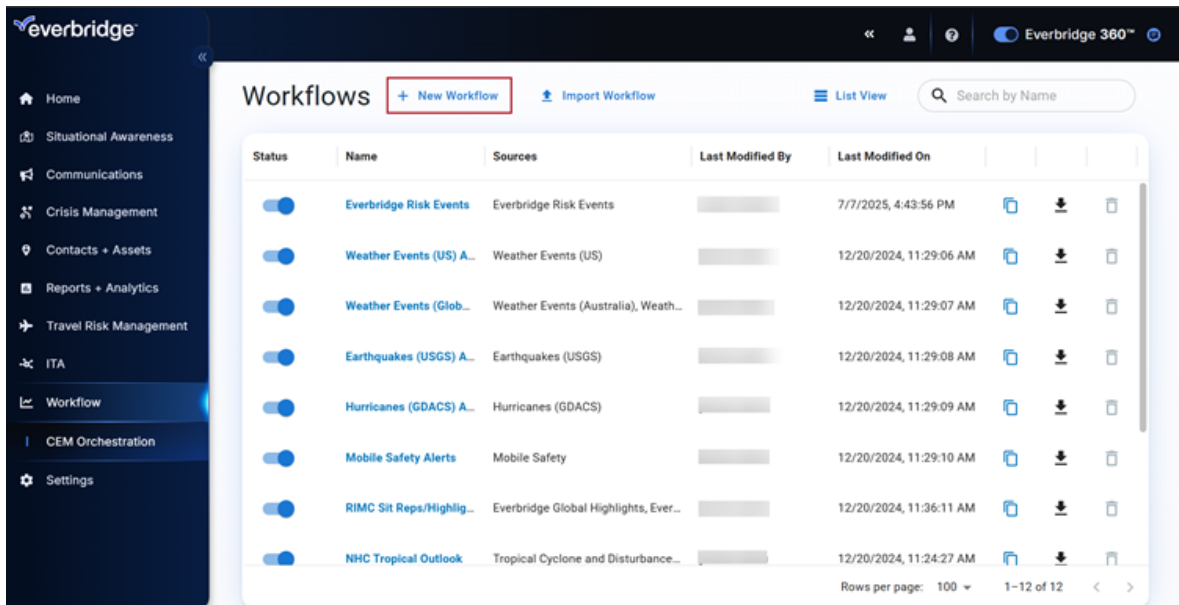 everbridge
Everbridge 360™
Home
Situational Awareness
Communications
Crisis Management
Contacts + Assets
Reports + Analytics
Travel Risk Management
ITA
Workflow
CEM Orchestration
Settings
Workflows + New Workflow Import Workflow List View Search by Name
Status Name Sources Last Modified By Last Modified On
Everbridge Risk Events Everbridge Risk Events 7/7/2025, 4:43:56 PM
Weather Events (US) A... Weather Events (US) 12/20/2024, 11:29:06 AM
Weather Events (Glob... Weather Events (Australia), Weath... 12/20/2024, 11:29:07 AM
Earthquakes (USGS) A... Earthquakes (USGS) 12/20/2024, 11:29:08 AM
Hurricanes (GDACS) A... Hurricanes (GDACS) 12/20/2024, 11:29:09 AM
Mobile Safety Alerts Mobile Safety 12/20/2024, 11:29:10 AM
RIMC Sit Reps/Highlig... Everbridge Global Highlights, Ever... 12/20/2024, 11:36:11 AM
NHC Tropical Outlook Tropical Cyclone and Disturbance... 12/20/2024, 11:24:27 AM
Rows per page: 100 1–12 of 12